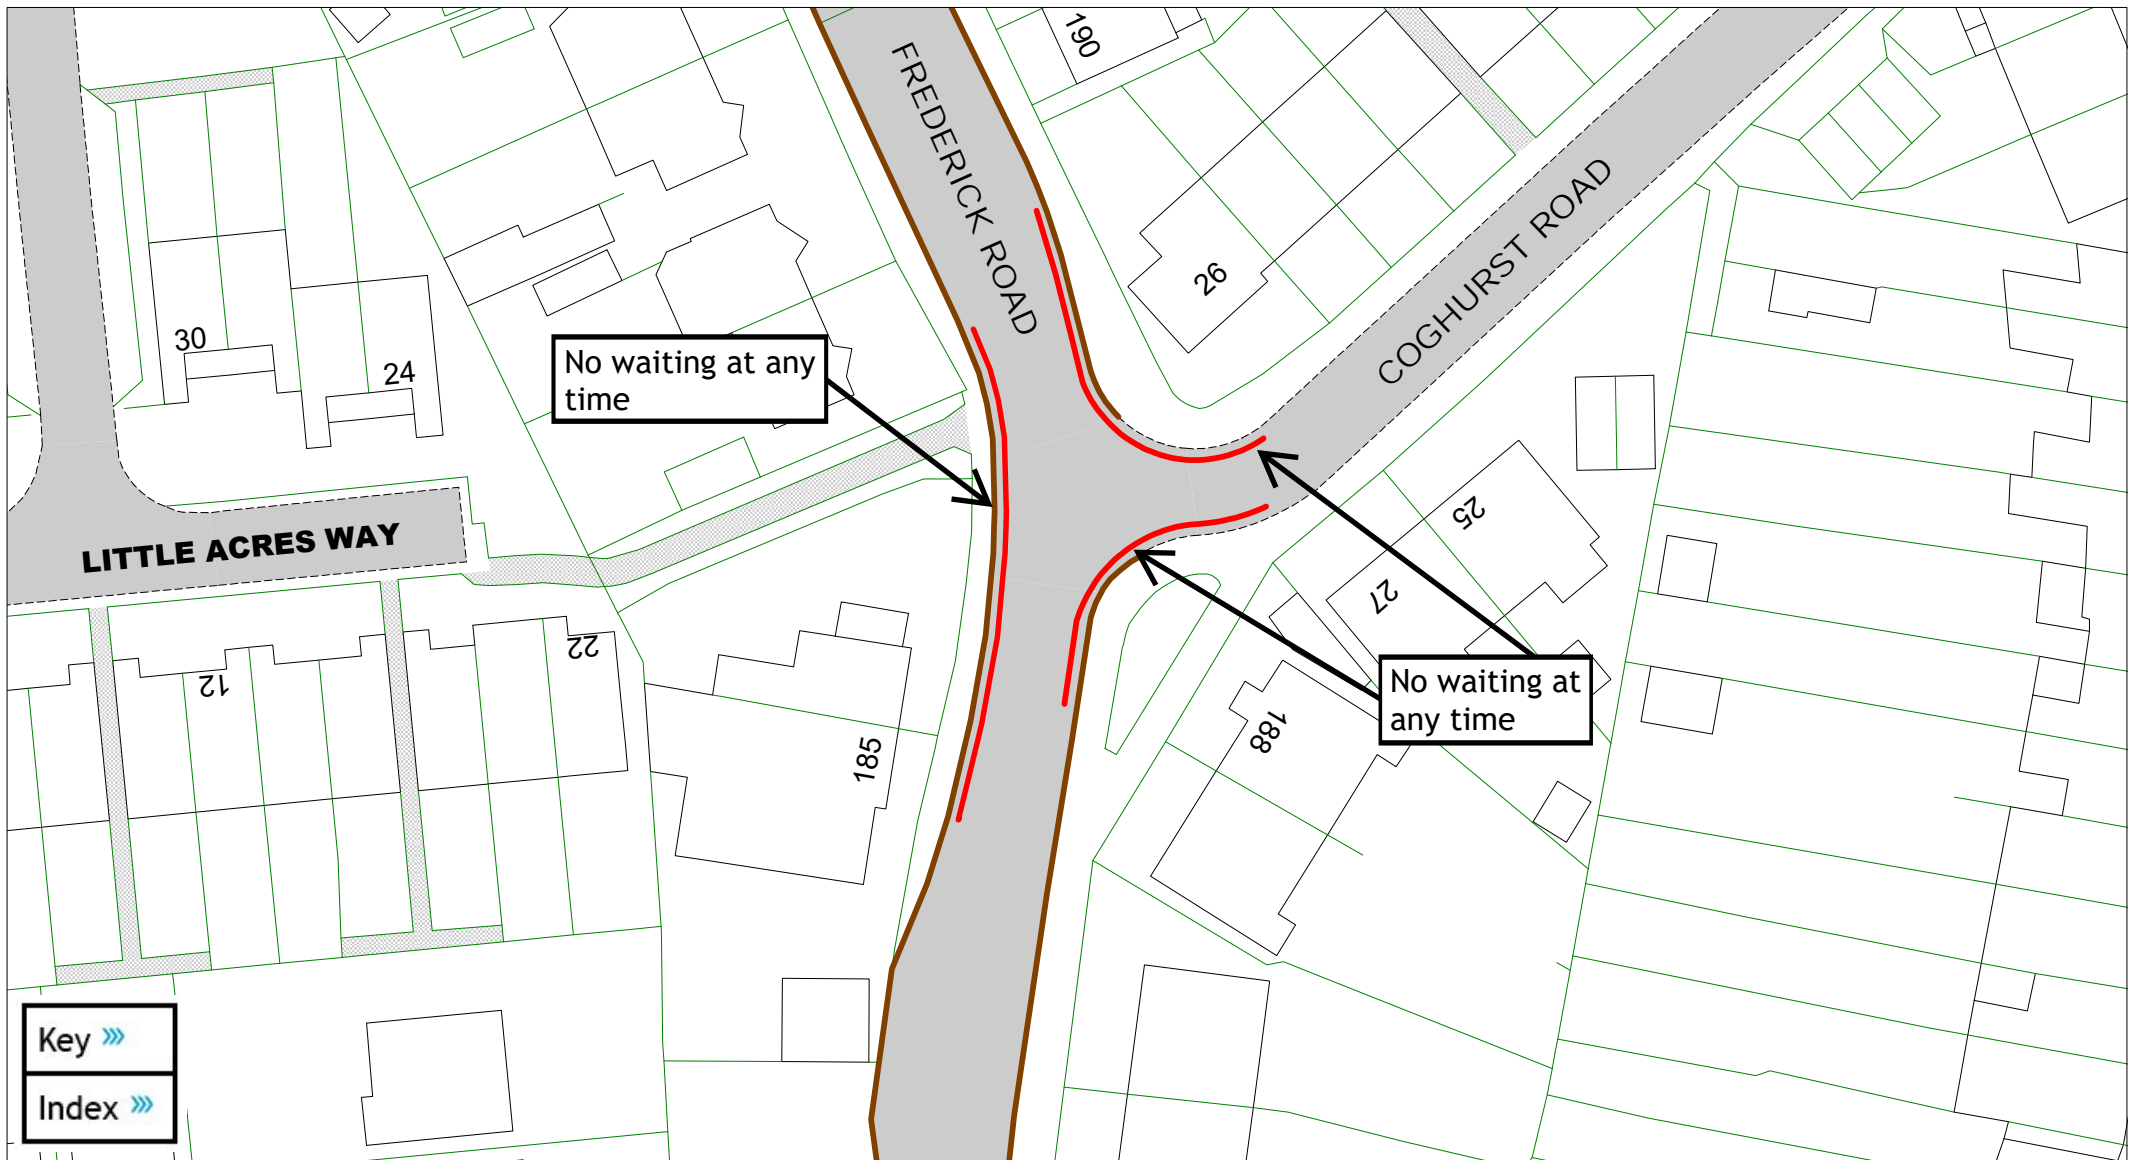 190
FREDERICK ROAD
COGHURST ROAD
26
30
24
No waiting at any
time
25
LITTLE ACRES WAY
27
22
12
No waiting at
any time
188
185
Key »»
Index »»